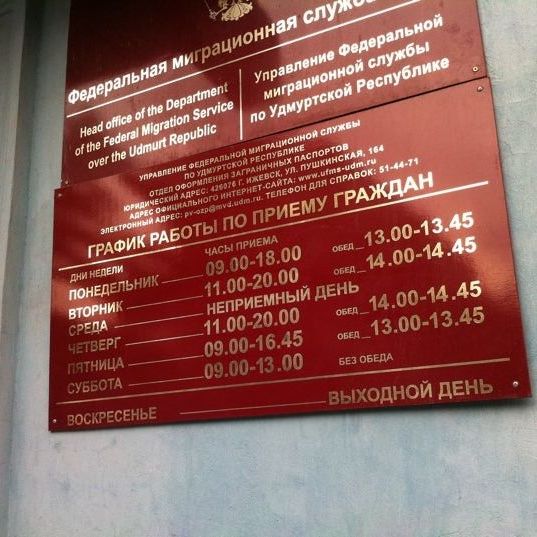 Федеральная миграционная служба
Head office of the Department
of the Federal Migration Service
over the Udmurt Republic
Управление Федеральной
миграционной службы
по Удмуртской Республике
УПРАВЛЕНИЕ ФЕДЕРАЛЬНОЙ МИГРАЦИОННОЙ СЛУЖБЫ
ПО УДМУРТСКОЙ РЕСПУБЛИКЕ
ОТДЕЛ ОФОРМЛЕНИЯ ЗАГРАНИЧНЫХ ПАСПОРТОВ
ЮРИДИЧЕСКИЙ АДРЕС: 426076 Г. ИЖЕВСК, УЛ. ПУШКИНСКАЯ, 164
АДРЕС ОФИЦИАЛЬНОГО ИНТЕРНЕТ-САЙТА: www.ufms-udm.ru
ЭЛЕКТРОННЫЙ АДРЕС: pv-ozp@mvd.udm.ru. ТЕЛЕФОН ДЛЯ СПРАВОК: 51-44-71
ГРАФИК РАБОТЫ ПО ПРИЕМУ ГРАЖДАН
ДНИ НЕДЕЛИ ЧАСЫ ПРИЕМА
ПОНЕДЕЛЬНИК 09.00-18.00 ОБЕД 13.00-13.45
ВТОРНИК 11.00-20.00 ОБЕД 14.00-14.45
СРЕДА НЕПРИЕМНЫЙ ДЕНЬ
ЧЕТВЕРГ 11.00-20.00 ОБЕД 14.00-14.45
ПЯТНИЦА 09.00-16.45 ОБЕД 13.00-13.45
СУББОТА 09.00-13.00 БЕЗ ОБЕДА
ВОСКРЕСЕНЬЕ ВЫХОДНОЙ ДЕНЬ